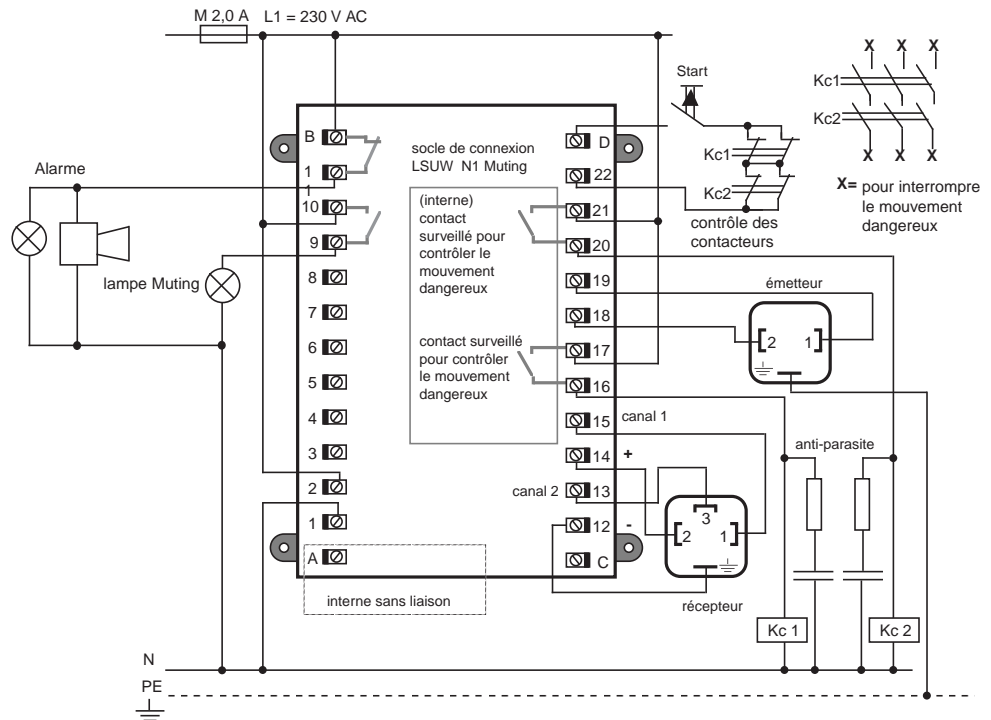 M 2,0 A L1 = 230 V AC
Alarme
lampe Muting
B
1
1
10
9
8
7
6
5
4
3
2
1
A
socle de connexion
LSUW N1 Muting
(interne)
contact
surveillé pour
contrôler le
mouvement
dangereux
contact surveillé
pour contrôler
le mouvement
dangereux
canal 2
interne sans liaison
D
22
21
20
19
18
17
16
15 canal 1
14 +
13
12 -
C
Start
Kc1
Kc2
contrôle des
contacteurs
X X X
Kc1
Kc2
X X X
X= pour interrompre
le mouvement
dangereux
émetteur
2 1
anti-parasite
3
2 1
récepteur
Kc 1
Kc 2
N
PE